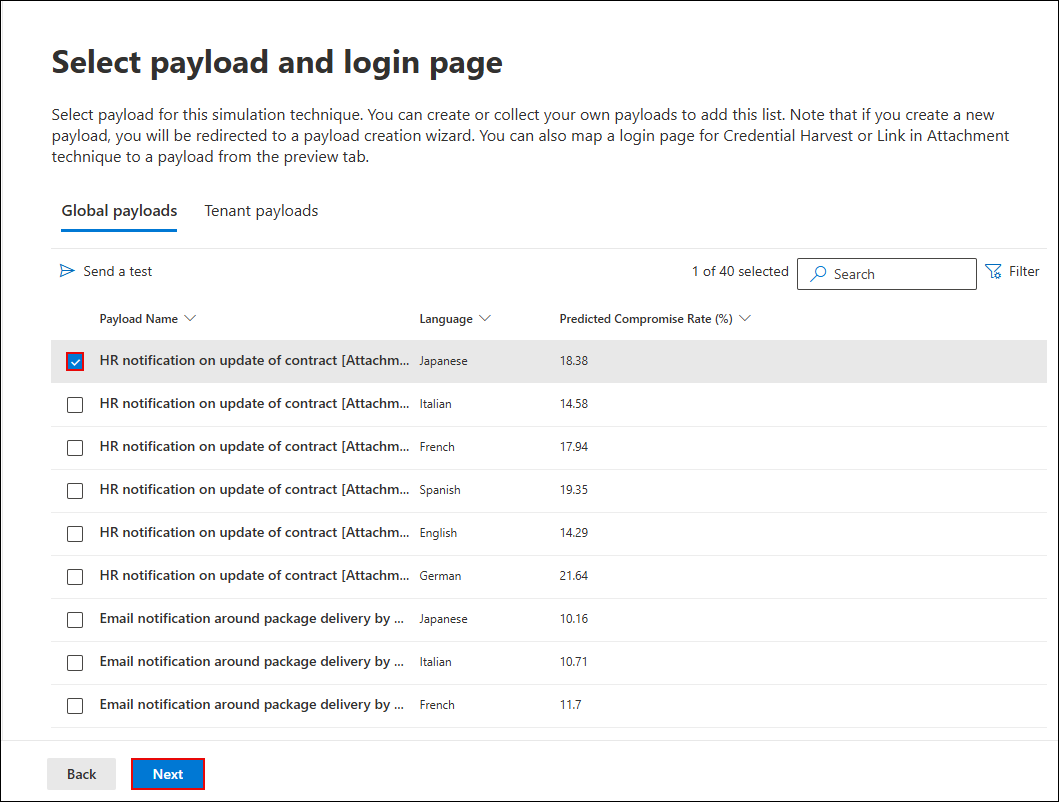 Select payload and login page
Select payload for this simulation technique. You can create or collect your own payloads to add this list. Note that if you create a new
payload, you will be redirected to a payload creation wizard. You can also map a login page for Credential Harvest or Link in Attachment
technique to a payload from the preview tab.
Global payloads Tenant payloads
Send a test 1 of 40 selected Search Filter
Payload Name Language Predicted Compromise Rate (%)
HR notification on update of contract [Attachm... Japanese 18.38
HR notification on update of contract [Attachm... Italian 14.58
HR notification on update of contract [Attachm... French 17.94
HR notification on update of contract [Attachm... Spanish 19.35
HR notification on update of contract [Attachm... English 14.29
HR notification on update of contract [Attachm... German 21.64
Email notification around package delivery by ... Japanese 10.16
Email notification around package delivery by ... Italian 10.71
Email notification around package delivery by ... French 11.7
Back Next